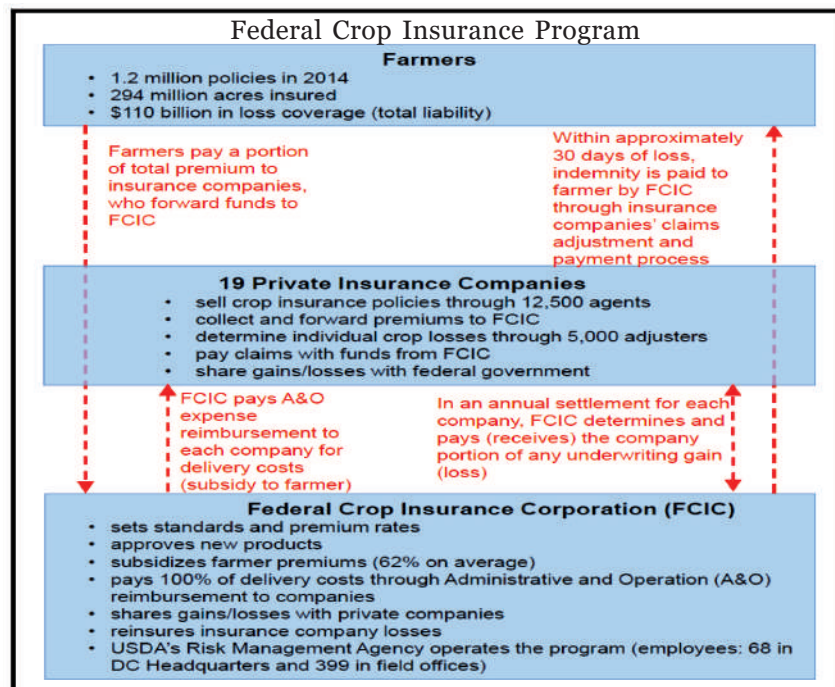 Federal Crop Insurance Program
Farmers
• 1.2 million policies in 2014
• 294 million acres insured
• $110 billion in loss coverage (total liability)
Farmers pay a portion
of total premium to
insurance companies,
who forward funds to
FCIC
Within approximately
30 days of loss,
indemnity is paid to
farmer by FCIC
through insurance
companies' claims
adjustment and
payment process
19 Private Insurance Companies
• sell crop insurance policies through 12,500 agents
• collect and forward premiums to FCIC
• determine individual crop losses through 5,000 adjusters
• pay claims with funds from FCIC
• share gains/losses with federal government
FCIC pays A&O
expense
reimbursement to
each company for
delivery costs
(subsidy to farmer)
In an annual settlement for each
company, FCIC determines and
pays (receives) the company
portion of any underwriting gain
(loss)
Federal Crop Insurance Corporation (FCIC)
• sets standards and premium rates
• approves new products
• subsidizes farmer premiums (62% on average)
• pays 100% of delivery costs through Administrative and Operation (A&O)
reimbursement to companies
• shares gains/losses with private companies
• reinsures insurance company losses
• USDA's Risk Management Agency operates the program (employees: 68 in
DC Headquarters and 399 in field offices)